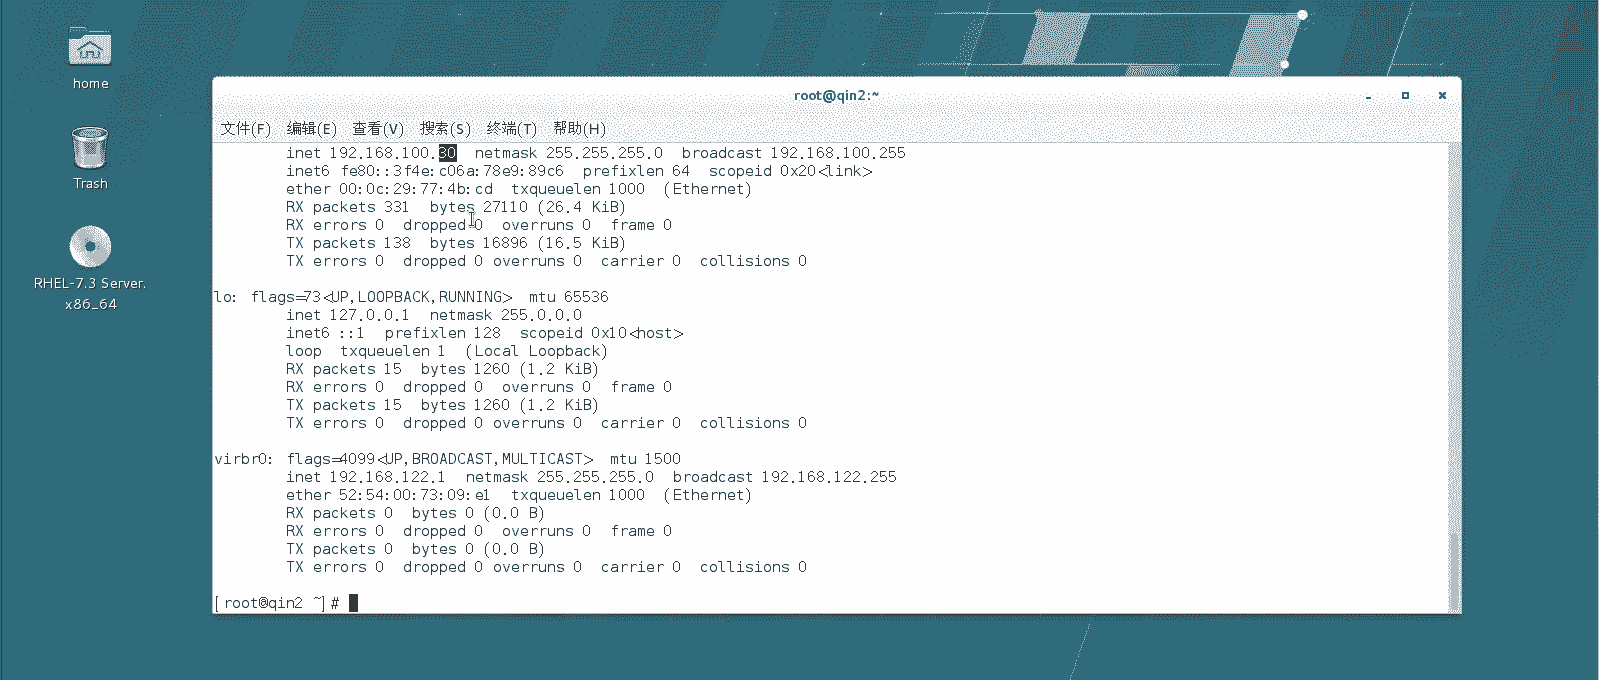 home
Trash
RHEL-7.3 Server.
x86_64
root@qin2:~
文件(F) 编辑(E) 查看(V) 搜索(S) 终端(T) 帮助(H)
inet 192.168.100.30 netmask 255.255.255.0 broadcast 192.168.100.255
inet6 fe80::3f4e:c06a:78e9:89c6 prefixlen 64 scopeid 0x20<link>
ether 00:0c:29:77:4b:cd txqueuelen 1000 (Ethernet)
RX packets 331 bytes 27110 (26.4 KiB)
RX errors 0 dropped 0 overruns 0 frame 0
TX packets 138 bytes 16896 (16.5 KiB)
TX errors 0 dropped 0 overruns 0 carrier 0 collisions 0
lo: flags=73<UP,LOOPBACK,RUNNING> mtu 65536
inet 127.0.0.1 netmask 255.0.0.0
inet6 ::1 prefixlen 128 scopeid 0x10<host>
loop txqueuelen 1 (Local Loopback)
RX packets 15 bytes 1260 (1.2 KiB)
RX errors 0 dropped 0 overruns 0 frame 0
TX packets 15 bytes 1260 (1.2 KiB)
TX errors 0 dropped 0 overruns 0 carrier 0 collisions 0
virbr0: flags=4099<UP,BROADCAST,MULTICAST> mtu 1500
inet 192.168.122.1 netmask 255.255.255.0 broadcast 192.168.122.255
ether 52:54:00:73:09:e1 txqueuelen 1000 (Ethernet)
RX packets 0 bytes 0 (0.0 B)
RX errors 0 dropped 0 overruns 0 frame 0
TX packets 0 bytes 0 (0.0 B)
TX errors 0 dropped 0 overruns 0 carrier 0 collisions 0
[root@qin2 ~]#